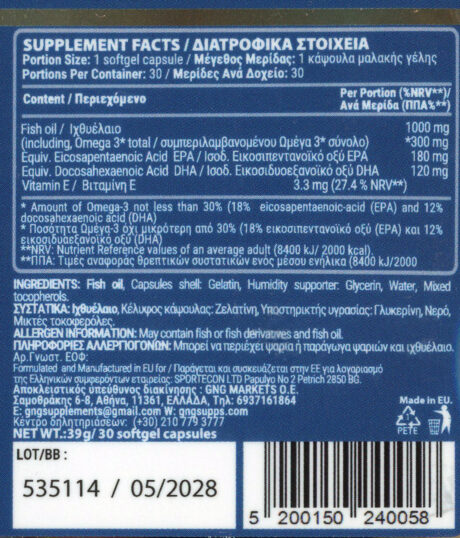 SUPPLEMENT FACTS / ΔΙΑΤΡΟΦΙΚΑ ΣΤΟΙΧΕΙΑ
Portion Size: 1 softgel capsule / Μέγεθος Μερίδας: 1 κάψουλα μαλακής γέλης
Portions Per Container: 30 / Μερίδες Ανά Δοχείο: 30
Content / Περιεχόμενο
Per Portion (%NRV**)/
Ανά Μερίδα (ΠΠΑ%**)
Fish oil / Ιχθυέλαιο 1000 mg
(including, Omega 3* total / συμπεριλαμβανομένου Ωμέγα 3* σύνολο) *300 mg
Equiv. Eicosapentaenoic Acid EPA / Ισοδ. Εικοσιπεντανοϊκό οξύ EPA 180 mg
Equiv. Docosahexaenoic Acid DHA / Ισοδ. Εικοσιδυοεξανοϊκό οξύ DHA 120 mg
Vitamin E / Βιταμίνη Ε 3.3 mg (27.4 % NRV**)
* Amount of Omega-3 not less than 30% (18% eicosapentaenoic-acid (EPA) and 12%
docosahexaenoic acid (DHA)
* Ποσότητα Ωμέγα-3 όχι μικρότερη από 30% (18% εικοσιπεντανοϊκό οξύ (EPA) και 12%
εικοσιδυαεξανοϊκό οξύ (DHA)
**NRV: Nutrient Reference values of an average adult (8400 kJ/ 2000 kcal).
**ΠΠΑ: Τιμές αναφοράς θρεπτικών συστατικών ενός μέσου ενήλικα (8400 kJ/2000
INGREDIENTS: Fish oil, Capsules shell: Gelatin, Humidity supporter: Glycerin, Water, Mixed
tocopherols.
ΣΥΣΤΑΤΙΚΑ: Ιχθυέλαιο, Κέλυφος κάψουλας: Ζελατίνη, Υποστηρικτής υγρασίας: Γλυκερίνη, Νερό,
Μικτές τοκοφερόλες.
ALLERGEN INFORMATION: May contain fish or fish derivatives and fish oil.
ΠΛΗΡΟΦΟΡΙΕΣ ΑΛΛΕΡΓΙΟΓΟΝΩΝ: Μπορεί να περιέχει ψάρια ή παράγωγα ψαριών και ιχθυέλαιο.
Αρ.Γνωστ. ΕΟΦ:
Formulated and Manufactured in EU for / Παράγεται και συσκευάζεται στην ΕΕ για λογαριασμό
της Ελληνικών συμφερόντων εταιρείας: SPORTECON LTD Papulyo No 2 Petrich 2850 BG.
Αποκλειστικός υπεύθυνος διακίνησης : GNG MARKETS O.E.
Σαμοθράκης 6-8, Αθήνα, 11361, ΕΛΛΑΔΑ, Τηλ: 6937161864
E: gngsupplements@gmail.com W: gngsupps.com
Κέντρο δηλητηριάσεων: (+30) 210 779 3777
NET WT.:39g/ 30 softgel capsules
Made in EU.
PETE
LOT/BB :
535114 / 05/2028
5 200150 240058